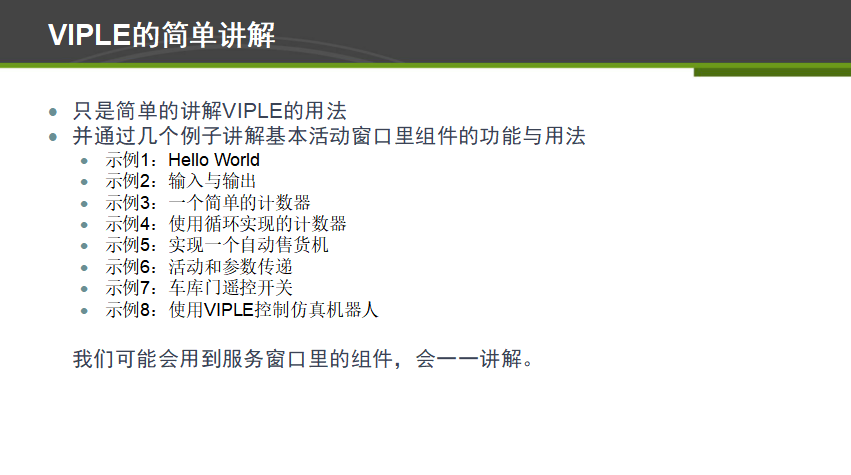 VIPLE的简单讲解
只是简单的讲解VIPLE的用法
并通过几个例子讲解基本活动窗口里组件的功能与用法
示例1：Hello World
示例2：输入与输出
示例3：一个简单的计数器
示例4：使用循环实现的计数器
示例5：实现一个自动售货机
示例6：活动和参数传递
示例7：车库门遥控开关
示例8：使用VIPLE控制仿真机器人
我们可能会用到服务窗口里的组件，会一一讲解。